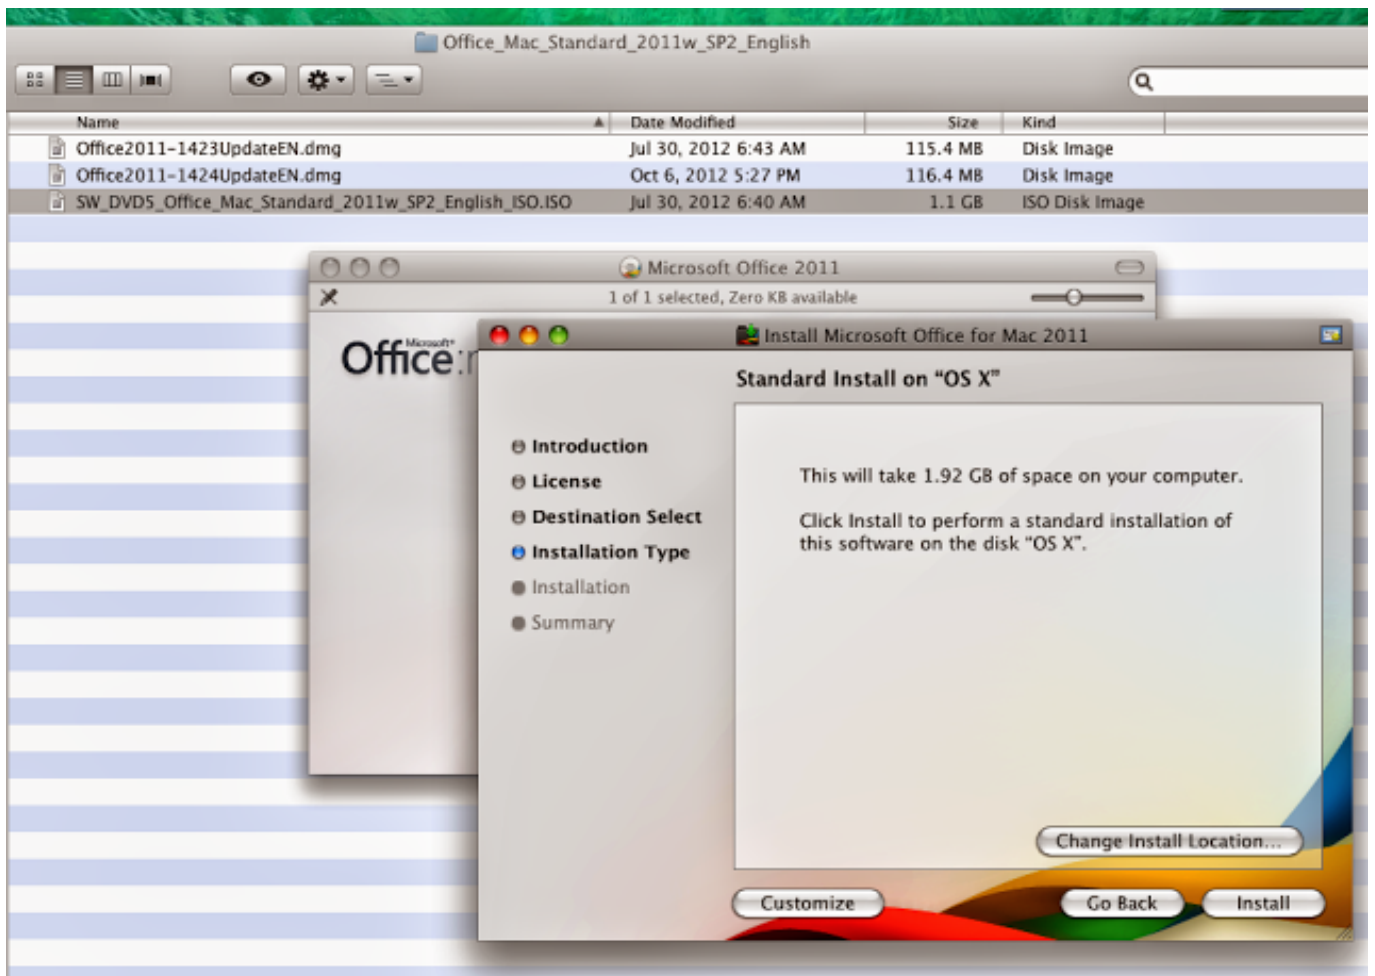 Office_Mac_Standard_2011w_SP2_English
Name Date Modified Size Kind
Office2011-1423UpdateEN.dmg Jul 30, 2012 6:43 AM 115.4 MB Disk Image
Office2011-1424UpdateEN.dmg Oct 6, 2012 5:27 PM 116.4 MB Disk Image
SW_DVD5_Office_Mac_Standard_2011w_SP2_English_ISO.ISO Jul 30, 2012 6:40 AM 1.1 GB ISO Disk Image
Microsoft Office 2011
1 of 1 selected, Zero KB available
Microsoft®
Office:m
Install Microsoft Office for Mac 2011
Standard Install on “OS X”
Introduction
License
Destination Select
Installation Type
Installation
Summary
This will take 1.92 GB of space on your computer.
Click Install to perform a standard installation of
this software on the disk “OS X”.
Change Install Location...
Customize Go Back Install